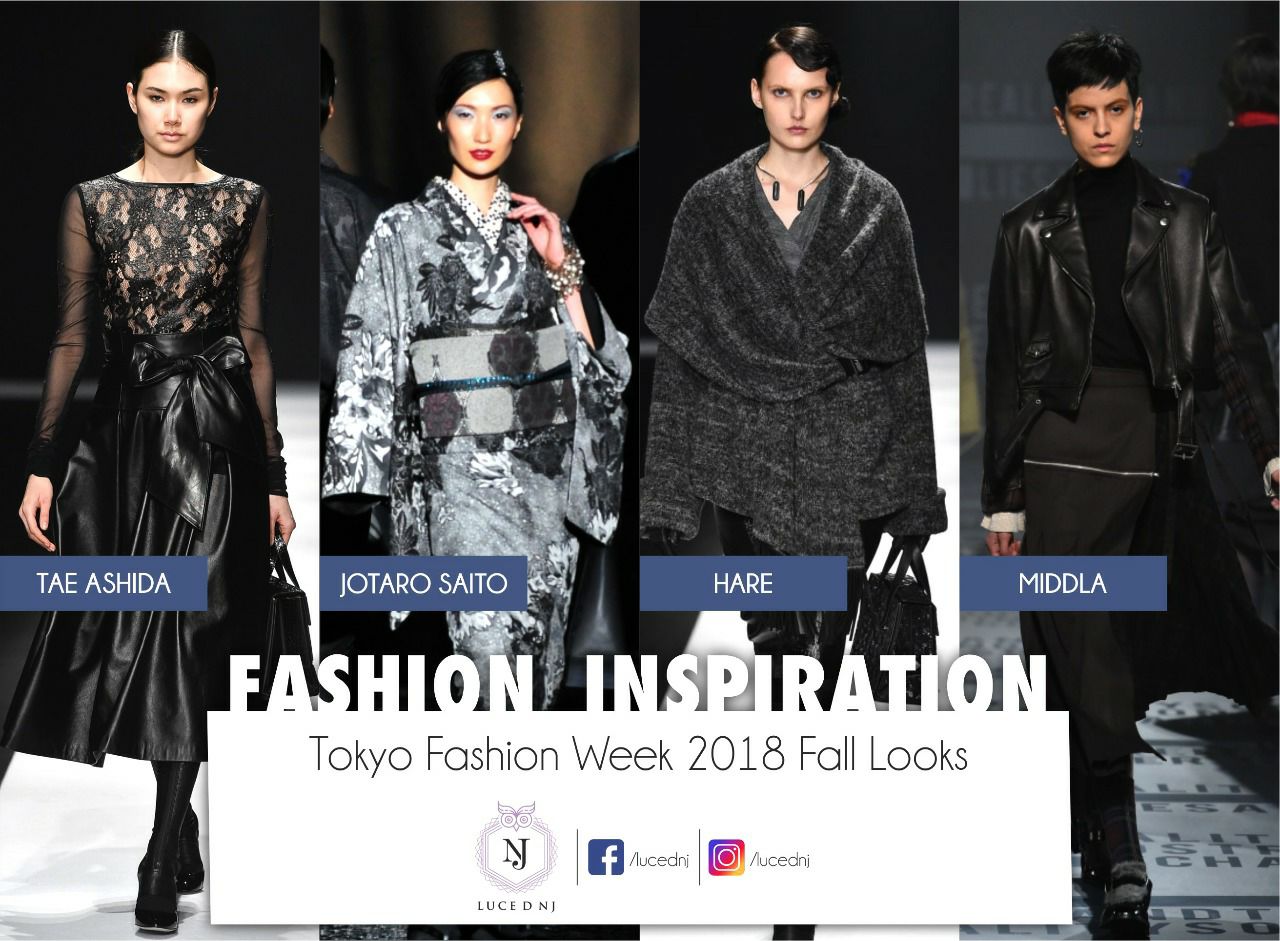 TAE ASHIDA
JOTARO SAITO
HARE
MIDDLA
FASHION INSPIRATION
Tokyo Fashion Week 2018 Fall Looks
NJ
/lucednj
/lucednj
LUCE D NJ